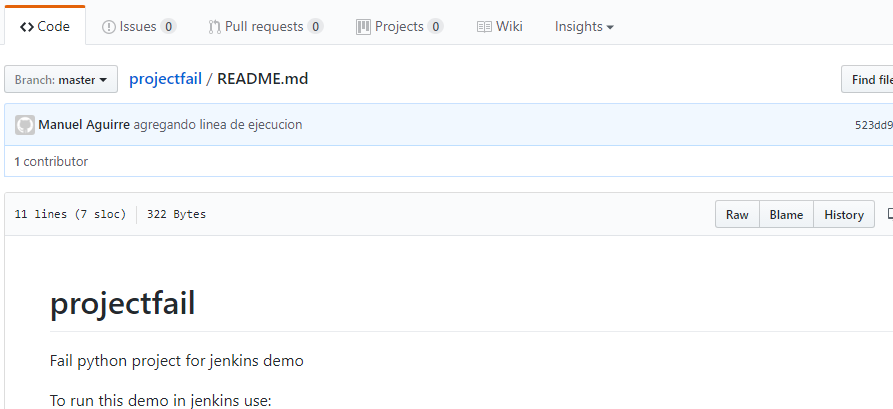 Code Issues 0 Pull requests 0 Projects 0 Wiki Insights
Branch: master projectfail / README.md Find file
Manuel Aguirre agregando linea de ejecucion 523dd9
1 contributor
11 lines (7 sloc) 322 Bytes Raw Blame History
projectfail
Fail python project for jenkins demo
To run this demo in jenkins use: